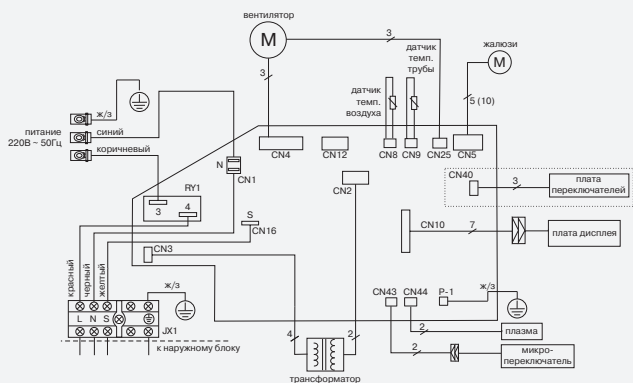 вентилятор
M
3
3
датчик
темп.
трубы
жалюзи
M
5 (10)
датчик
темп.
воздуха
ж/з
питание
220В ~ 50Гц
синий
коричневый
CN4
CN12
CN8
CN9
CN25
CN5
N
CN1
CN2
RY1
3
4
S
CN16
CN3
CN40
3
плата
переключателей
CN10
7
плата дисплея
красный
черный
желтый
ж/з
L N S
JX1
к наружному блоку
CN43
CN44
P-1
ж/з
4
2
трансформатор
2
плазма
2
микро-
переключатель